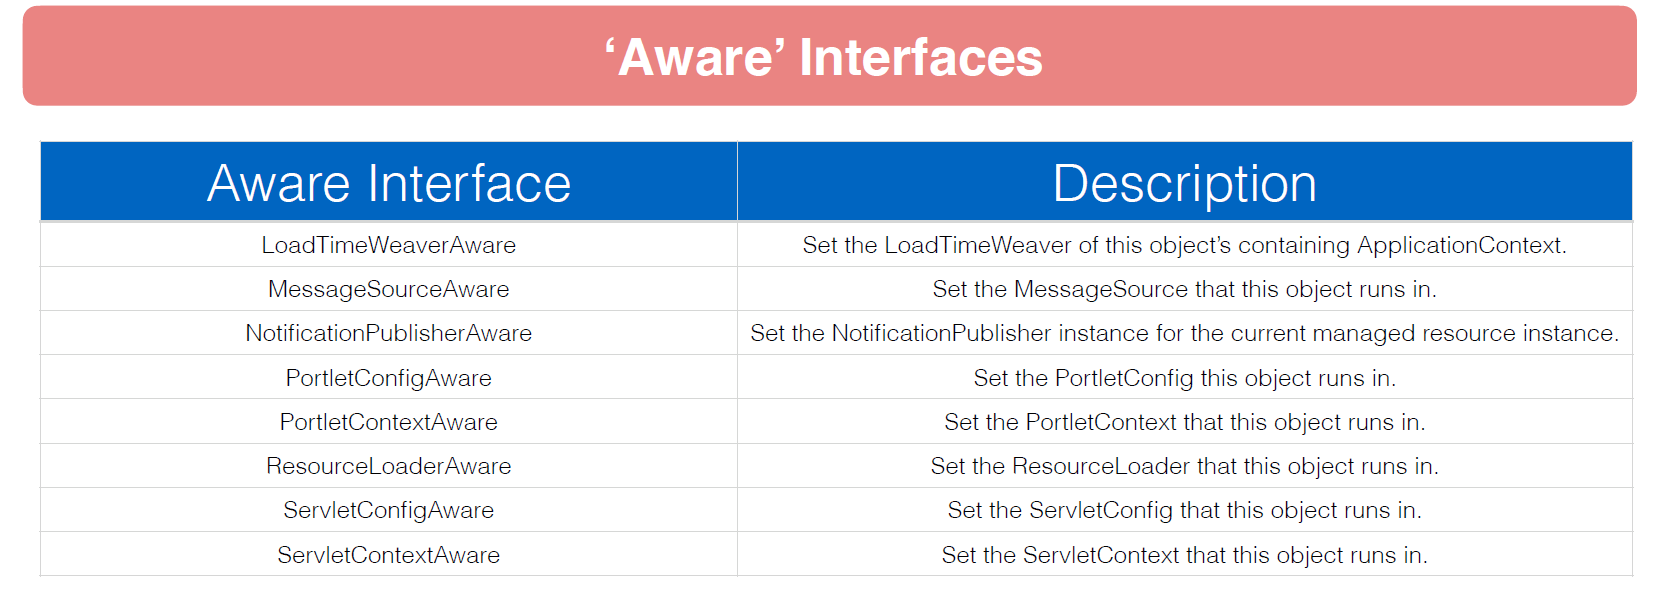 ‘Aware’ Interfaces
Aware Interface Description
LoadTimeWeaverAware Set the LoadTimeWeaver of this object’s containing ApplicationContext.
MessageSourceAware Set the MessageSource that this object runs in.
NotificationPublisherAware Set the NotificationPublisher instance for the current managed resource instance.
PortletConfigAware Set the PortletConfig this object runs in.
PortletContextAware Set the PortletContext that this object runs in.
ResourceLoaderAware Set the ResourceLoader that this object runs in.
ServletConfigAware Set the ServletConfig that this object runs in.
ServletContextAware Set the ServletContext that this object runs in.